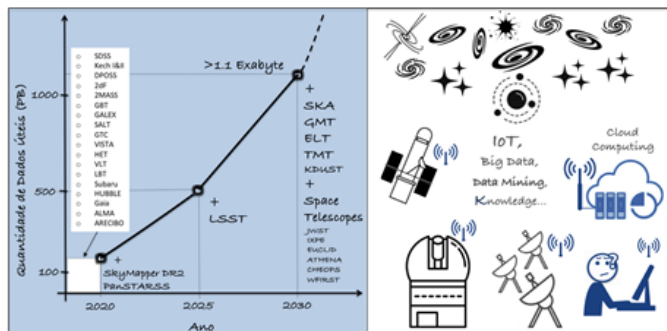 SDSS
Kech I&II
DPOSS
2dF
2MASS
GBT
GALEX
SALT
GTC
VISTA
HET
VLT
LBT
Subaru
HUBBLE
Gaia
ALMA
ARECIBO
Quantidade de Dados Úteis (PB)
1.000
500
100
>1.1 Exabyte
+
SKA
GMT
ELT
TMT
KDUST
+
Space
Telescopes
JWST
IXPE
EUCLID
ATHENA
CHEOPS
WFIRST
+
LSST
+
SkyMapper DR2
PanSTARSS
2020
2025
2030
Ano
IoT,
Big Data,
Data Mining,
Knowledge...
Cloud
Computing